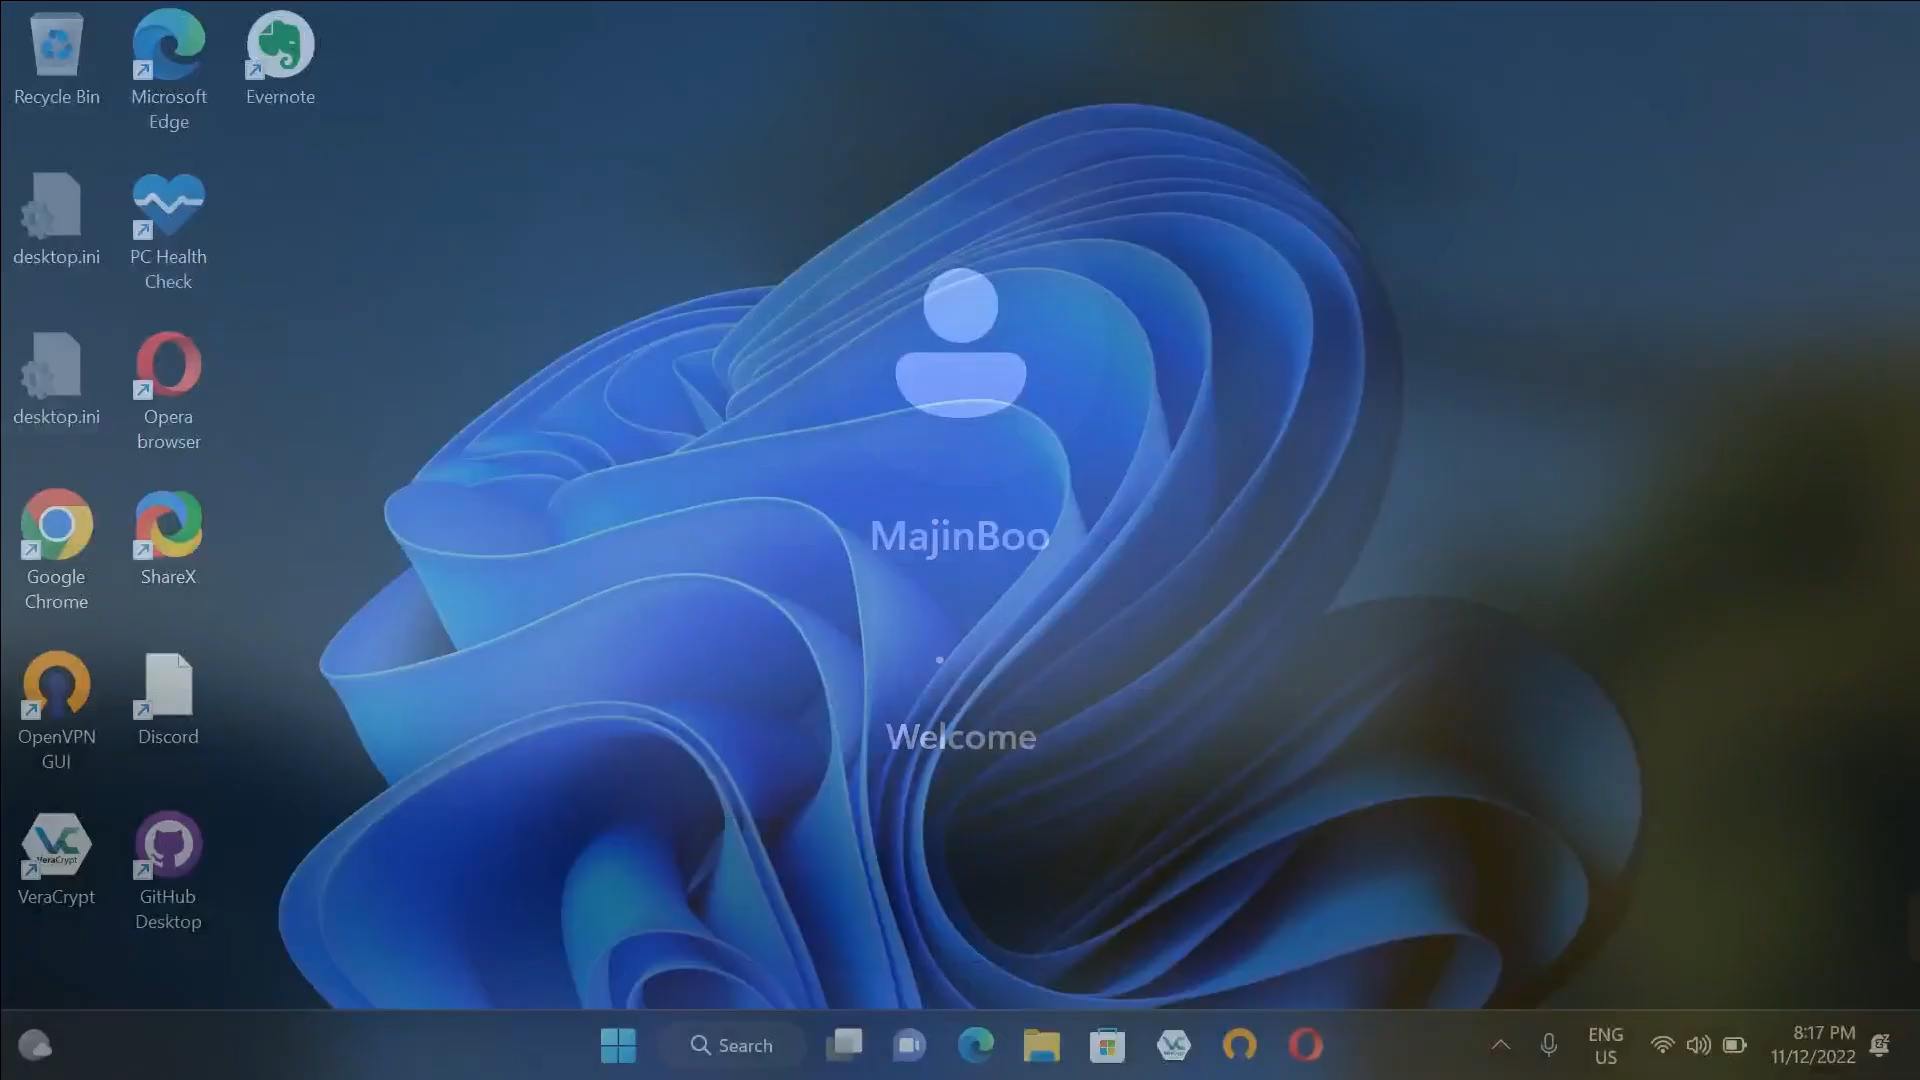 Recycle Bin
Microsoft
Edge
Evernote
desktop.ini
PC Health
Check
desktop.ini
Opera
browser
Google
Chrome
ShareX
OpenVPN
GUI
Discord
VeraCrypt
VeraCrypt
GitHub
Desktop
MajinBoo
Welcome
Search
ENG
US
8:17 PM
11/12/2022